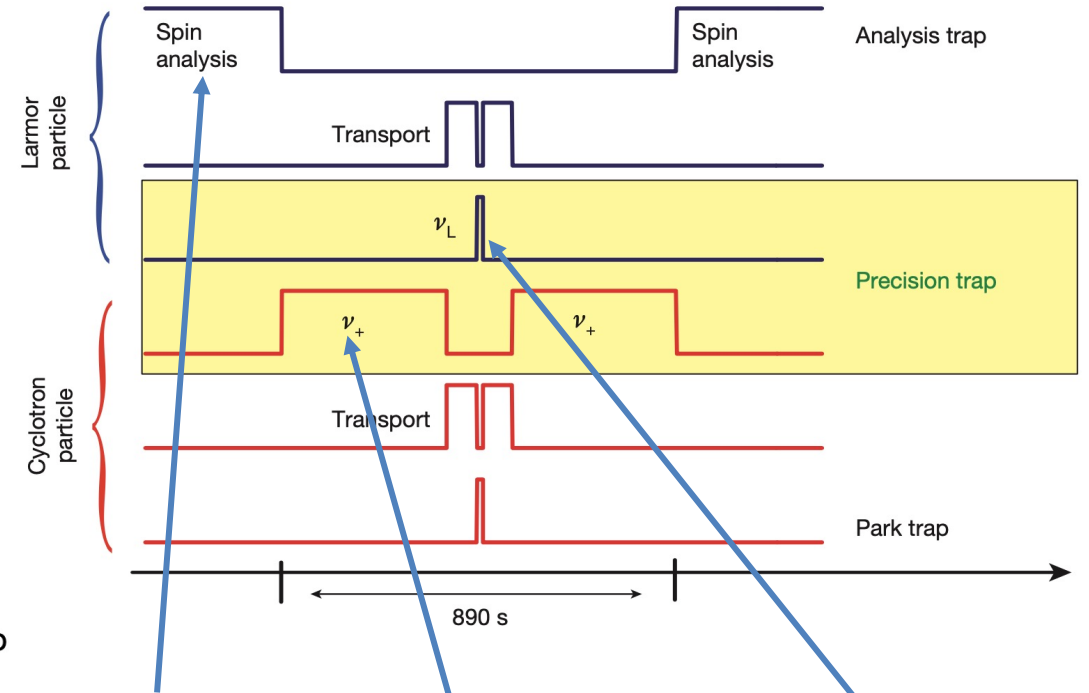 Spin
analysis
Spin
analysis
Analysis trap
Larmor
particle
Transport
ν_L
Precision trap
ν_+
ν_+
Cyclotron
particle
Transport
Park trap
890 s